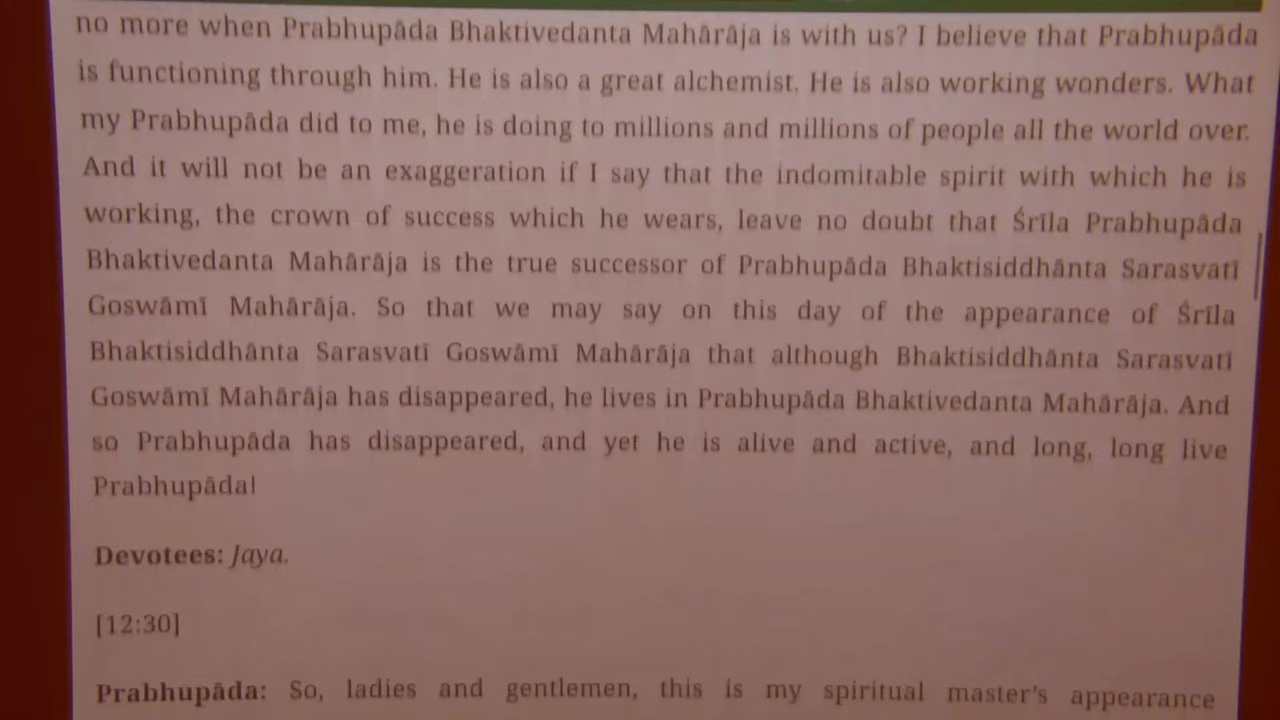 no more when Prabhupāda Bhaktivedanta Mahārāja is with us? I believe that Prabhupāda
is functioning through him. He is also a great alchemist. He is also working wonders. What
my Prabhupāda did to me, he is doing to millions and millions of people all the world over.
And it will not be an exaggeration if I say that the indomitable spirit with which he is
working, the crown of success which he wears, leave no doubt that Śrīla Prabhupāda
Bhaktivedanta Mahārāja is the true successor of Prabhupāda Bhaktisiddhānta Sarasvatī
Goswāmī Mahārāja. So that we may say on this day of the appearance of Śrīla
Bhaktisiddhānta Sarasvatī Goswāmī Mahārāja that although Bhaktisiddhānta Sarasvatī
Goswāmī Mahārāja has disappeared, he lives in Prabhupāda Bhaktivedanta Mahārāja. And
so Prabhupāda has disappeared, and yet he is alive and active, and long, long live
Prabhupāda!
Devotees: Jaya.
[12:30]
Prabhupāda: So, ladies and gentlemen, this is my spiritual master's appearance